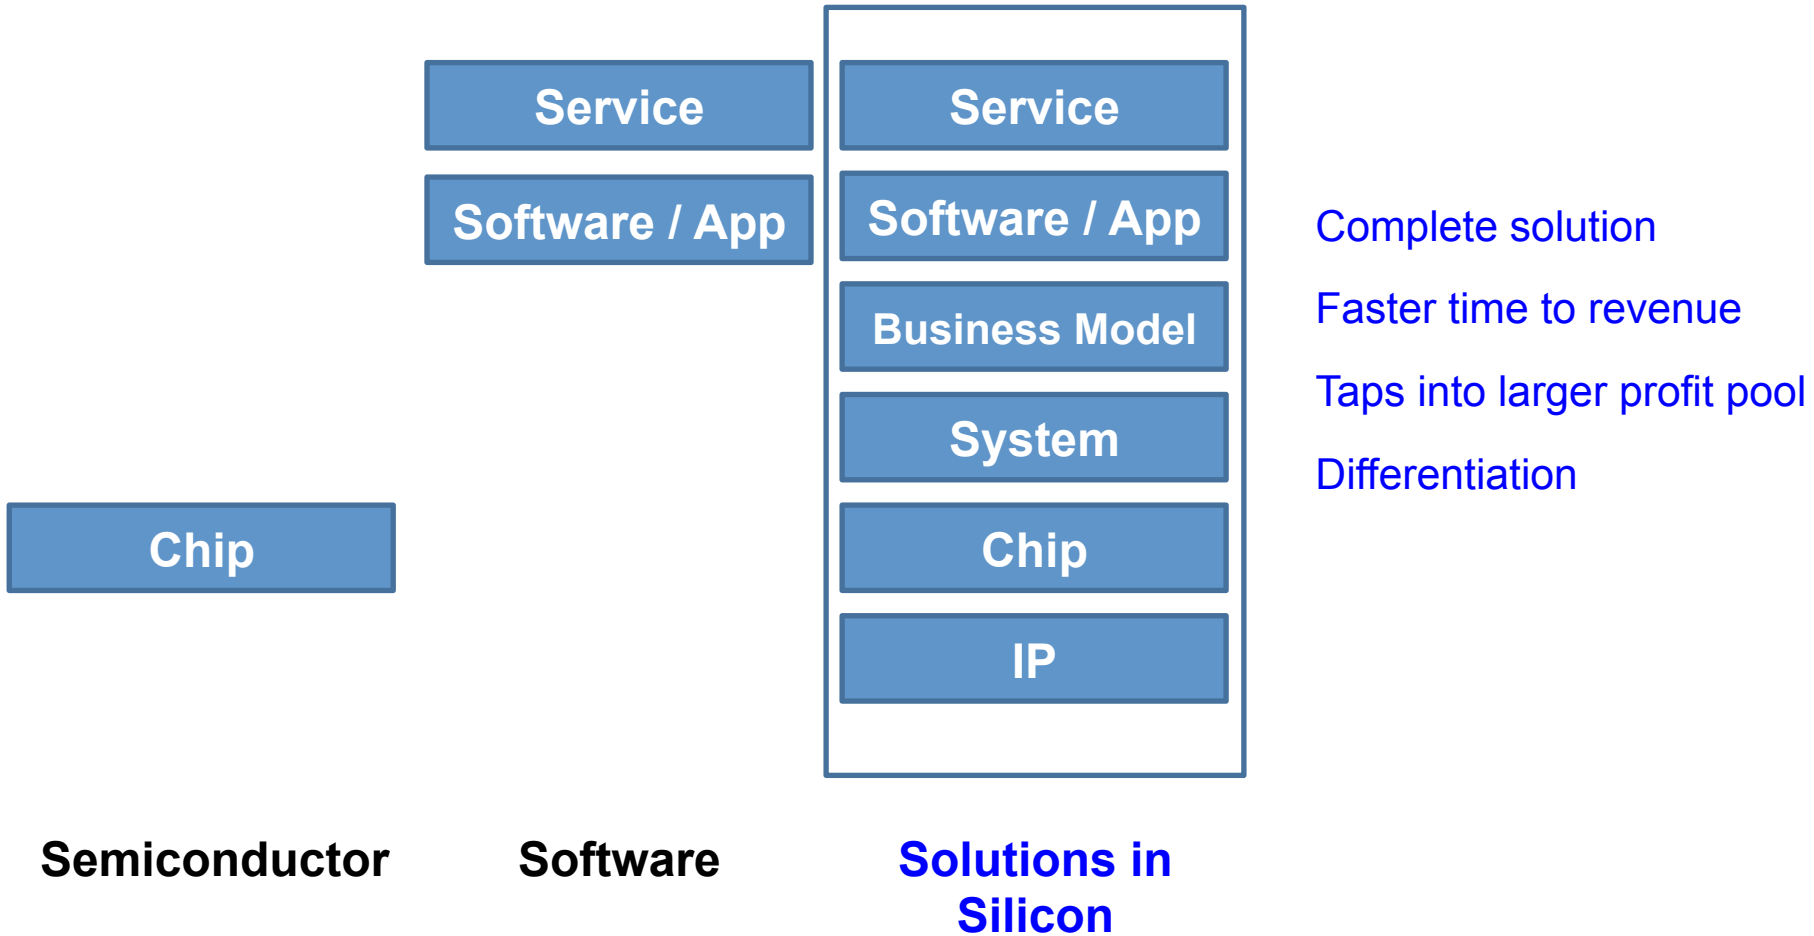 Service
Software / App
Chip
Service
Software / App
Business Model
System
Chip
IP
Complete solution
Faster time to revenue
Taps into larger profit pool
Differentiation
Semiconductor
Software
Solutions in
Silicon